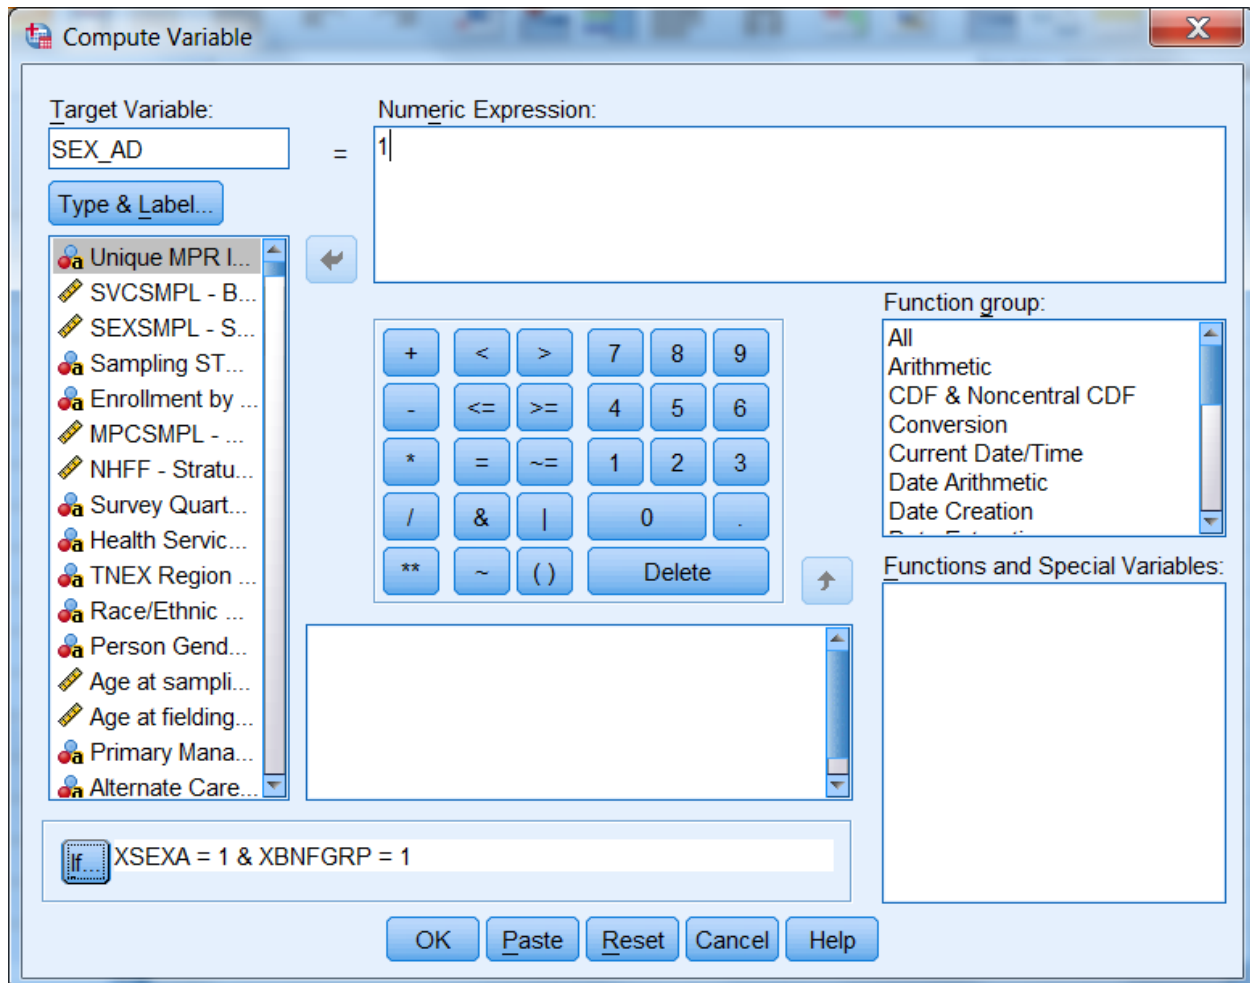 Compute Variable
X
Target Variable:
SEX_AD
=
Numeric Expression:
1
Type & Label...
Unique MPR I...
SVCSMPL - B...
SEXSMPL - S...
Sampling ST...
Enrollment by ...
MPCSMPL - ...
NHFF - Stratu...
Survey Quart...
Health Servic...
TNEX Region ...
Race/Ethnic ...
Person Gend...
Age at sampli...
Age at fielding...
Primary Mana...
Alternate Care...
+ < > 7 8 9
- <= >= 4 5 6
* = ~= 1 2 3
/ & | 0 .
** ~ ( ) Delete
Function group:
All
Arithmetic
CDF & Noncentral CDF
Conversion
Current Date/Time
Date Arithmetic
Date Creation
Functions and Special Variables:
If... XSEXA = 1 & XBNFGRP = 1
OK Paste Reset Cancel Help